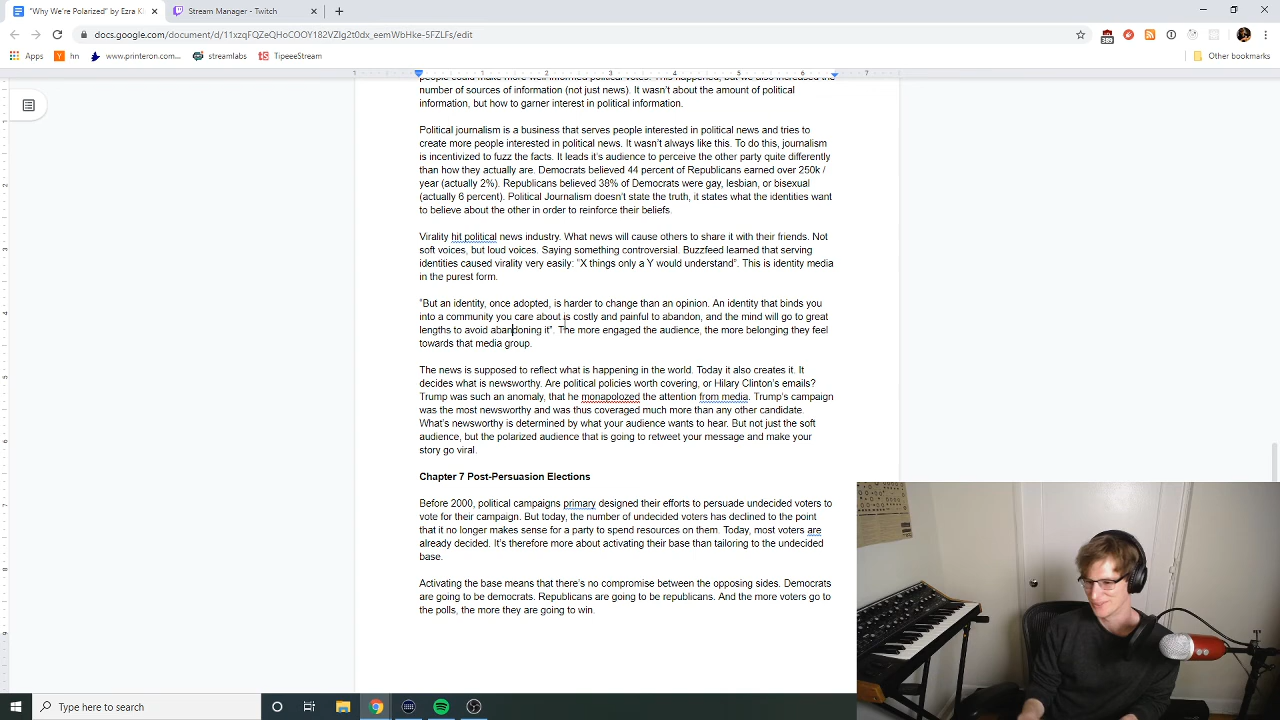 "Why We're Polarized" by Ezra Kl
Stream Manager - Twitch
docs.google.com/document/d/11xzqFQZeQHoCOOY182VZIg2t0dx_eemWbHke-5FZLFs/edit
389
Apps
hn
www.printeron.com...
streamlabs
TipeeeStream
Other bookmarks
1 1 2 3 4 5 6 7
number of sources of information (not just news). It wasn't about the amount of political
information, but how to garner interest in political information.
Political journalism is a business that serves people interested in political news and tries to
create more people interested in political news. It wasn't always like this. To do this, journalism
is incentivized to fuzz the facts. It leads it's audience to perceive the other party quite differently
than how they actually are. Democrats believed 44 percent of Republicans earned over 250k /
year (actually 2%). Republicans believed 38% of Democrats were gay, lesbian, or bisexual
(actually 6 percent). Political Journalism doesn't state the truth, it states what the identities want
to believe about the other in order to reinforce their beliefs.
Virality hit political news industry. What news will cause others to share it with their friends. Not
soft voices, but loud voices. Saying something controversial. Buzzfeed learned that serving
identities caused virality very easily: "X things only a Y would understand". This is identity media
in the purest form.
"But an identity, once adopted, is harder to change than an opinion. An identity that binds you
into a community you care about is costly and painful to abandon, and the mind will go to great
lengths to avoid abandoning it". The more engaged the audience, the more belonging they feel
towards that media group.
The news is supposed to reflect what is happening in the world. Today it also creates it. It
decides what is newsworthy. Are political policies worth covering, or Hilary Clinton's emails?
Trump was such an anomaly, that he monapolozed the attention from media. Trump's campaign
was the most newsworthy and was thus coveraged much more than any other candidate.
What's newsworthy is determined by what your audience wants to hear. But not just the soft
audience, but the polarized audience that is going to retweet your message and make your
story go viral.
Chapter 7 Post-Persuasion Elections
Before 2000, political campaigns primary designed their efforts to persuade undecided voters to
vote for their campaign. But today, the number of undecided voters has declined to the point
that it no longer makes sense for a party to spend resources on them. Today, most voters are
already decided. It's therefore more about activating their base than tailoring to the undecided
base.
Activating the base means that there's no compromise between the opposing sides. Democrats
are going to be democrats. Republicans are going to be republicans. And the more voters go to
the polls, the more they are going to win.
Type here to search